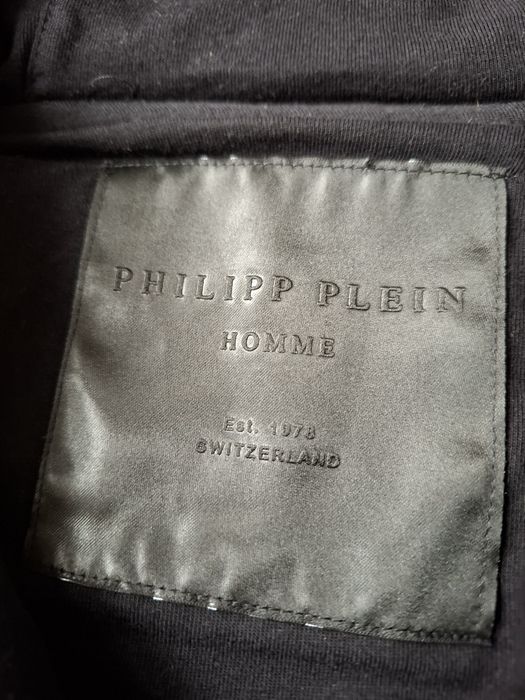 PHILIPP PLEIN
HOMME
Est. 1978
SWITZERLAND